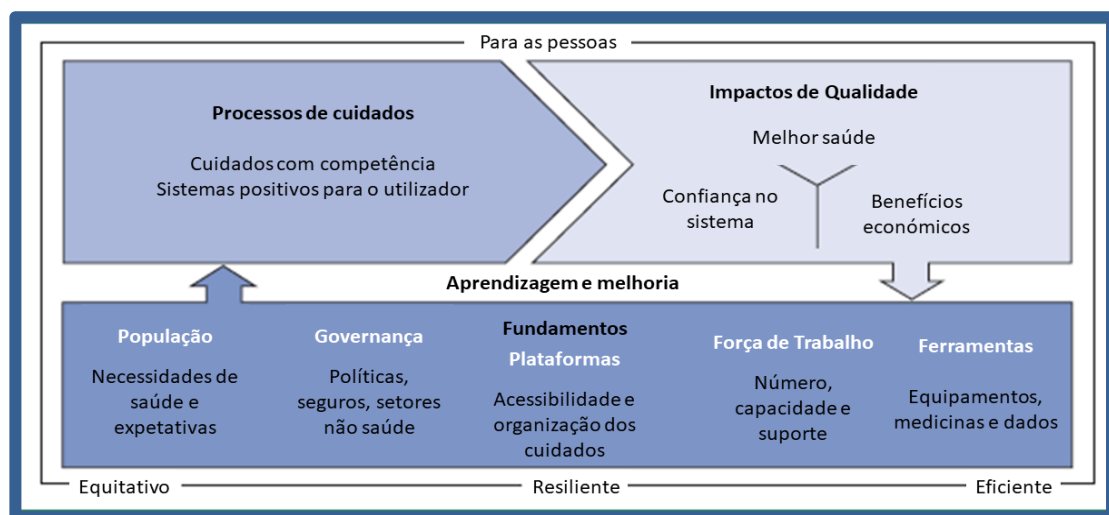 Para as pessoas
Processos de cuidados
Cuidados com competência
Sistemas positivos para o utilizador
Impactos de Qualidade
Melhor saúde
Confiança no
sistema
Benefícios
económicos
Aprendizagem e melhoria
Fundamentos
População
Necessidades de
saúde e
expetativas
Governança
Políticas,
seguros, setores
não saúde
Plataformas
Acessibilidade e
organização dos
cuidados
Força de Trabalho
Número,
capacidade e
suporte
Ferramentas
Equipamentos,
medicinas e dados
Equitativo
Resiliente
Eficiente